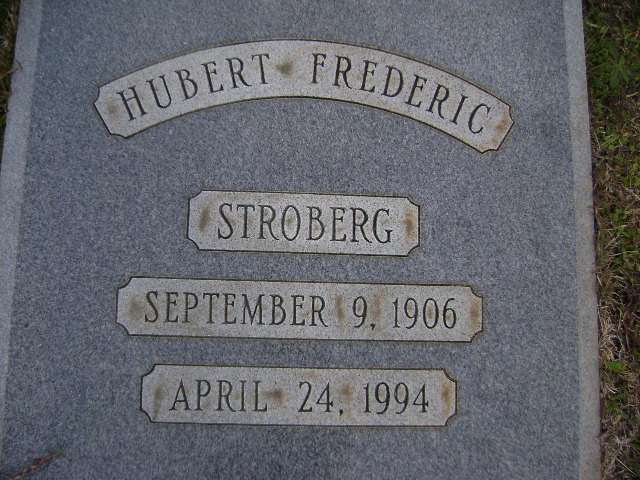 HUBERT FREDERIC
STROBERG
SEPTEMBER 9, 1906
APRIL 24, 1994